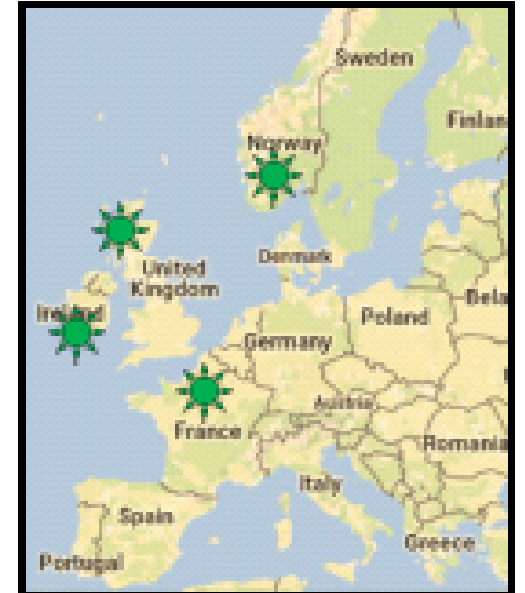 Sweden
Finlan
Norway
Denmark
United
Kingdom
Ireland
Bela
Poland
Germany
Austria
France
Romania
Italy
Spain
Greece
Portugal